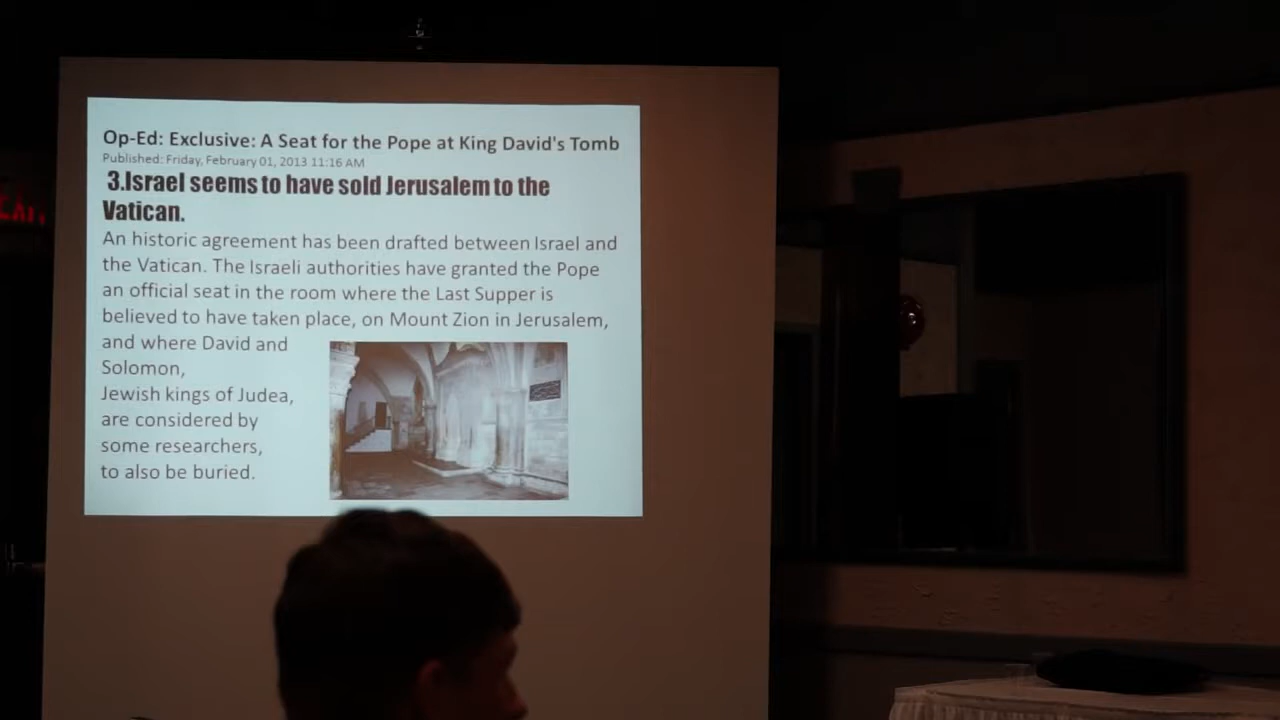 Op-Ed: Exclusive: A Seat for the Pope at King David's Tomb
Published: Friday, February 01, 2013 11:16 AM
3.Israel seems to have sold Jerusalem to the
Vatican.
An historic agreement has been drafted between Israel and
the Vatican. The Israeli authorities have granted the Pope
an official seat in the room where the Last Supper is
believed to have taken place, on Mount Zion in Jerusalem,
and where David and
Solomon,
Jewish kings of Judea,
are considered by
some researchers,
to also be buried.
EXIT